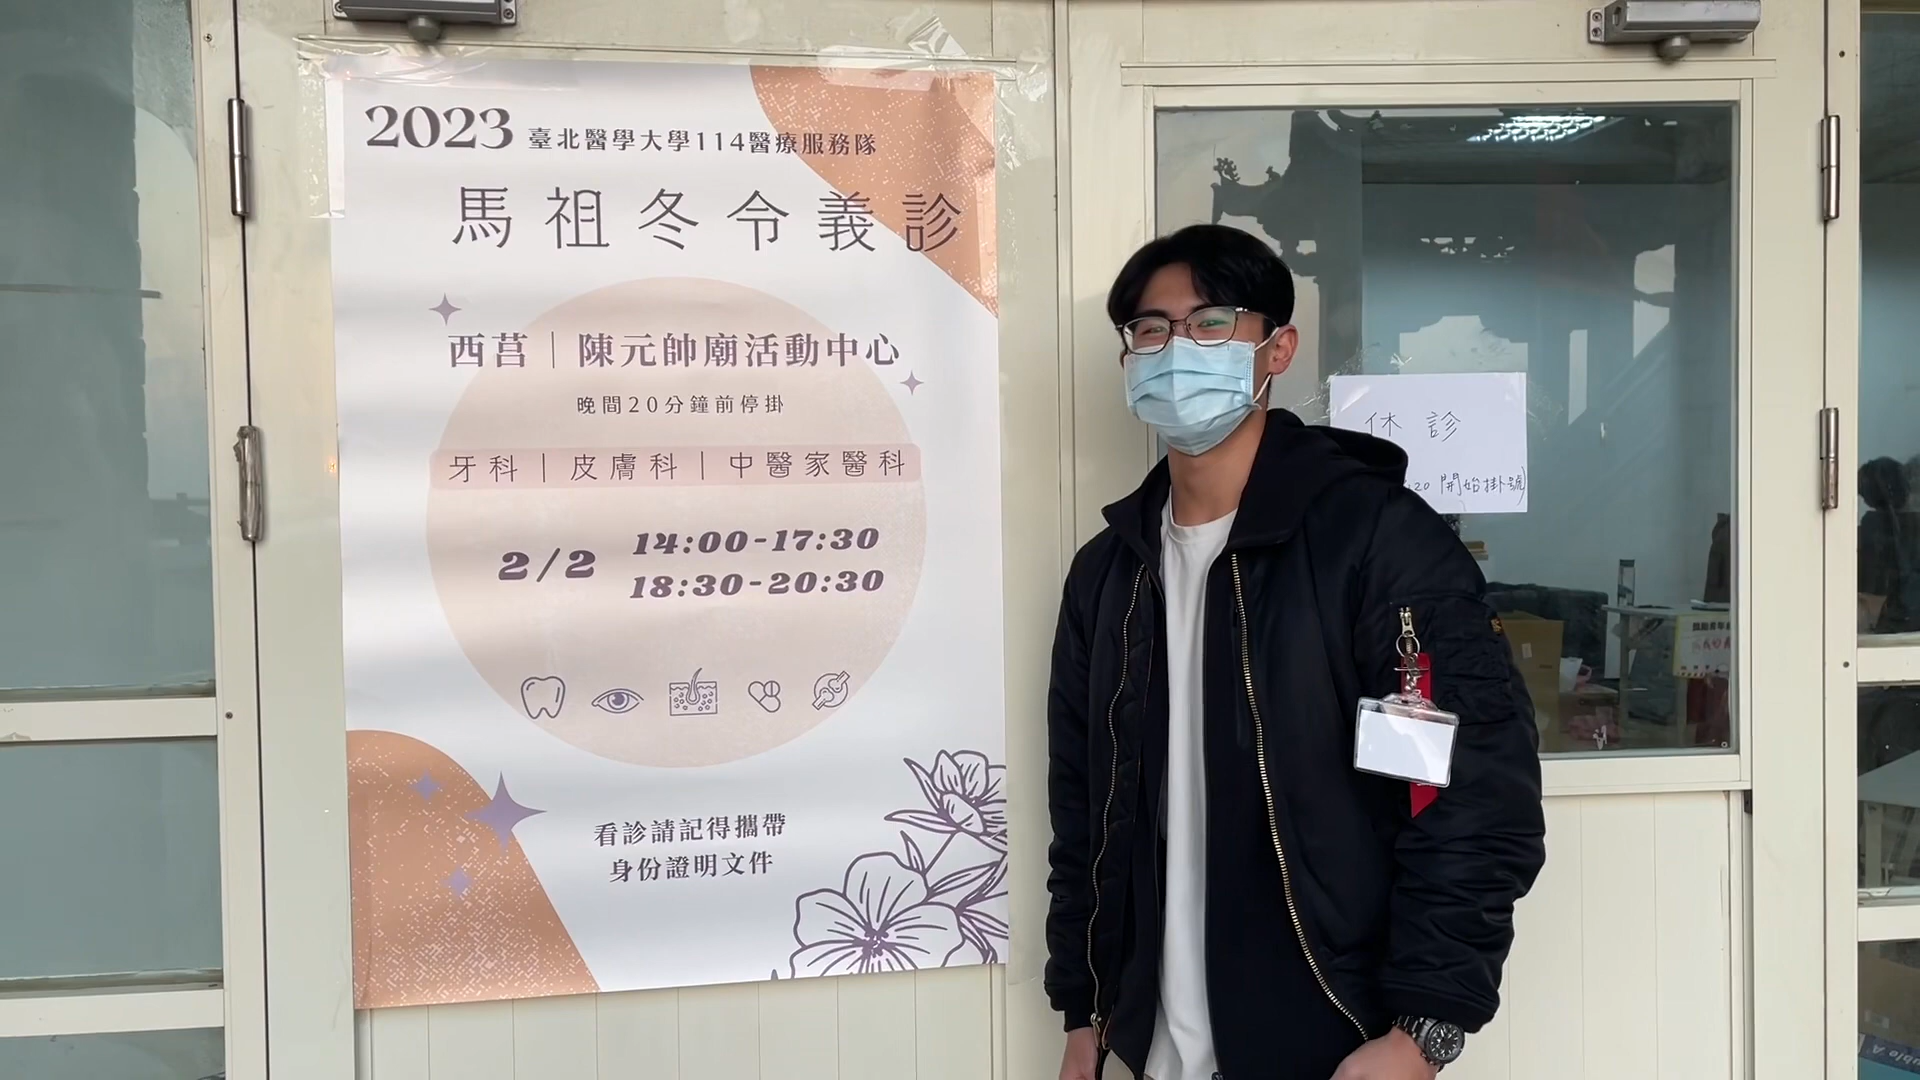 2023 臺北醫學大學114醫療服務隊
馬祖冬令義診
西莒｜陳元帥廟活動中心
晚間20分鐘前停掛
牙科｜皮膚科｜中醫家醫科
2/2
14:00-17:30
18:30-20:30
看診請記得攜帶
身份證明文件
休診
20 開始掛號)